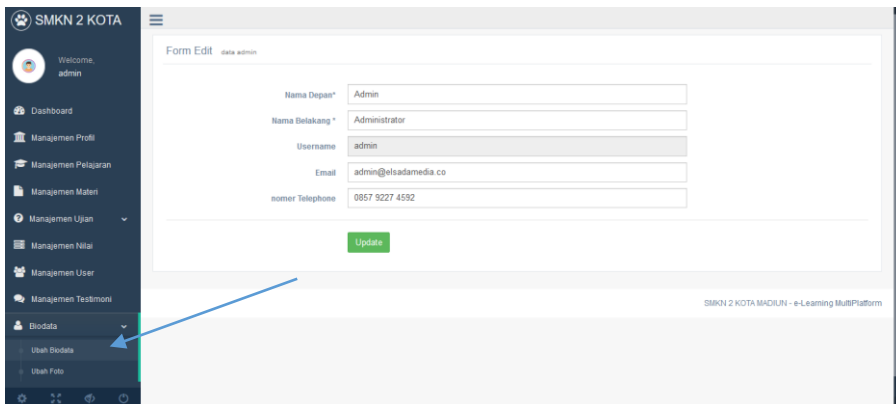 SMKN 2 KOTA
Welcome,
admin
Dashboard
Manajemen Profil
Manajemen Pelajaran
Manajemen Materi
Manajemen Ujian
Manajemen Nilai
Manajemen User
Manajemen Testimoni
Biodata
Ubah Biodata
Ubah Foto
Form Edit data admin
Nama Depan* Admin
Nama Belakang * Administrator
Username admin
Email admin@elsadamedia.co
nomer Telephone 0857 9227 4592
Update
SMKN 2 KOTA MADIUN - e-Learning MultiPlatform